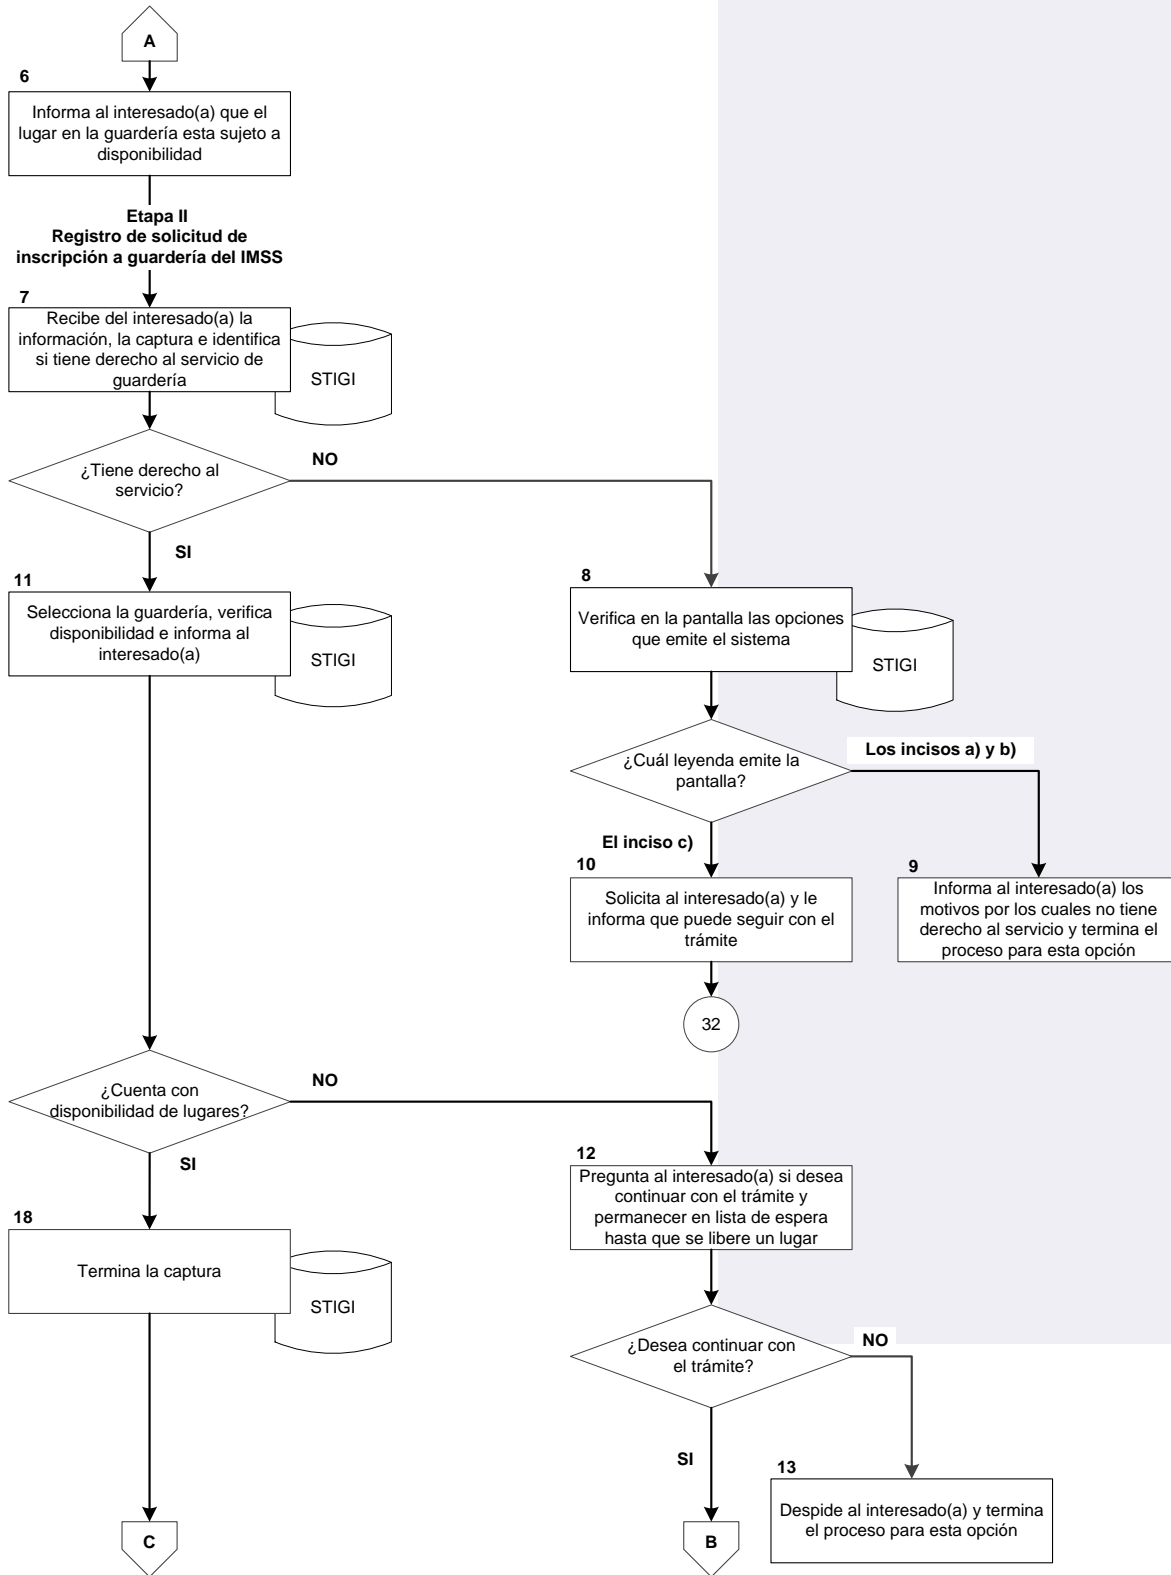 A
6
Informa al interesado(a) que el
lugar en la guardería esta sujeto a
disponibilidad
Etapa II
Registro de solicitud de
inscripción a guardería del IMSS
7
Recibe del interesado(a) la
información, la captura e identifica
si tiene derecho al servicio de
guardería
STIGI
¿Tiene derecho al
servicio?
NO
SI
11
Selecciona la guardería, verifica
disponibilidad e informa al
interesado(a)
STIGI
8
Verifica en la pantalla las opciones
que emite el sistema
STIGI
¿Cuál leyenda emite la
pantalla?
Los incisos a) y b)
El inciso c)
10
Solicita al interesado(a) y le
informa que puede seguir con el
trámite
9
Informa al interesado(a) los
motivos por los cuales no tiene
derecho al servicio y termina el
proceso para esta opción
32
¿Cuenta con
disponibilidad de lugares?
NO
SI
12
Pregunta al interesado(a) si desea
continuar con el trámite y
permanecer en lista de espera
hasta que se libere un lugar
18
Termina la captura
STIGI
¿Desea continuar con
el trámite?
NO
SI
13
Despide al interesado(a) y termina
el proceso para esta opción
C
B